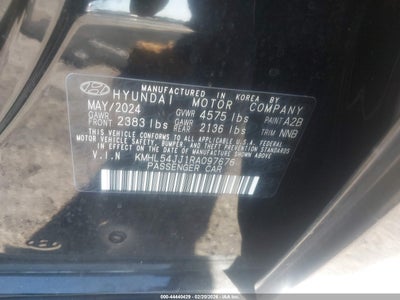 MANUFACTURED IN KOREA BY
HYUNDAI MOTOR COMPANY
MAY/2024 GVWR 4575 lbs PAINT A2B
GAWR FRONT 2383 lbs GAWR REAR 2136 lbs TRIM NNB
THIS VEHICLE CONFORMS TO ALL APPLICABLE U.S.A. FEDERAL
MOTOR VEHICLE SAFETY, BUMPER, AND THEFT PREVENTION STANDARDS
IN EFFECT ON THE DATE OF MANUFACTURE SHOWN ABOVE.
V.I.N KMHL54JJ1RA097676
PASSENGER CAR
000-44440429 - 02/20/2026 - IAA, Inc.